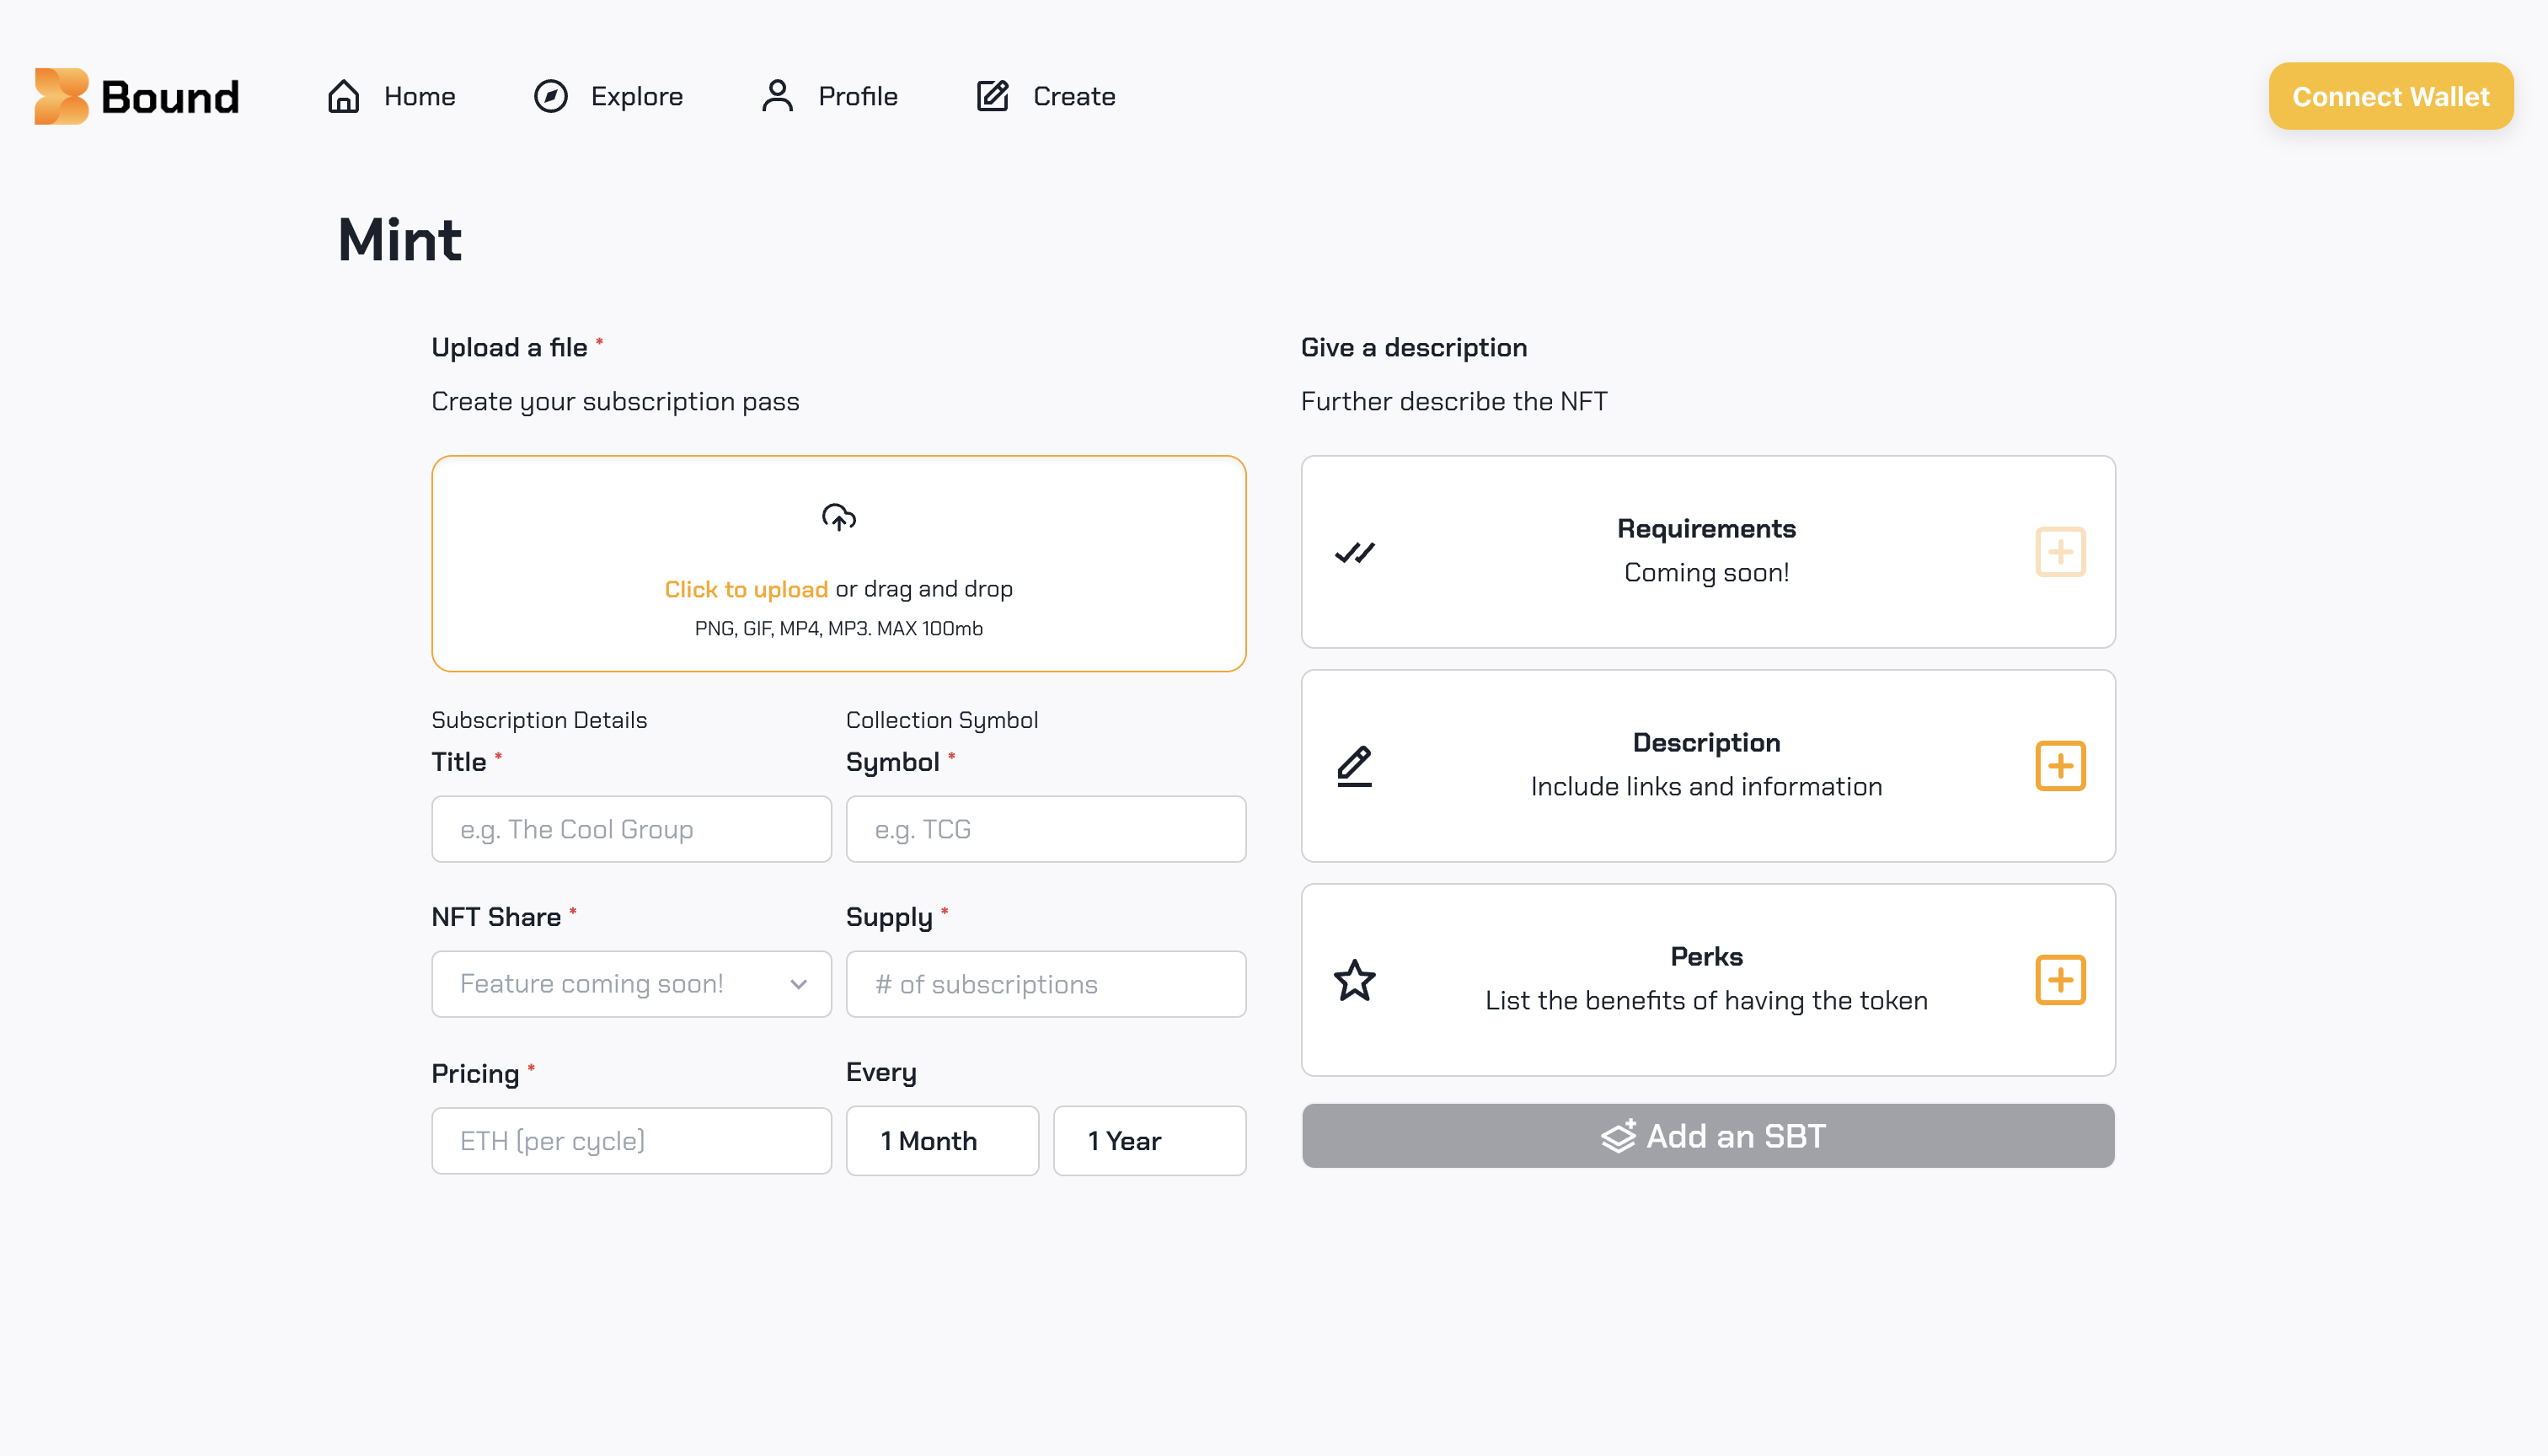 Bound
Home
Explore
Profile
Create
Connect Wallet
Mint
Upload a file *
Create your subscription pass
Click to upload or drag and drop
PNG, GIF, MP4, MP3. MAX 100mb
Subscription Details
Title *
e.g. The Cool Group
Collection Symbol
Symbol *
e.g. TCG
NFT Share *
Feature coming soon!
Supply *
# of subscriptions
Pricing *
ETH (per cycle)
Every
1 Month
1 Year
Give a description
Further describe the NFT
Requirements
Coming soon!
Description
Include links and information
Perks
List the benefits of having the token
Add an SBT